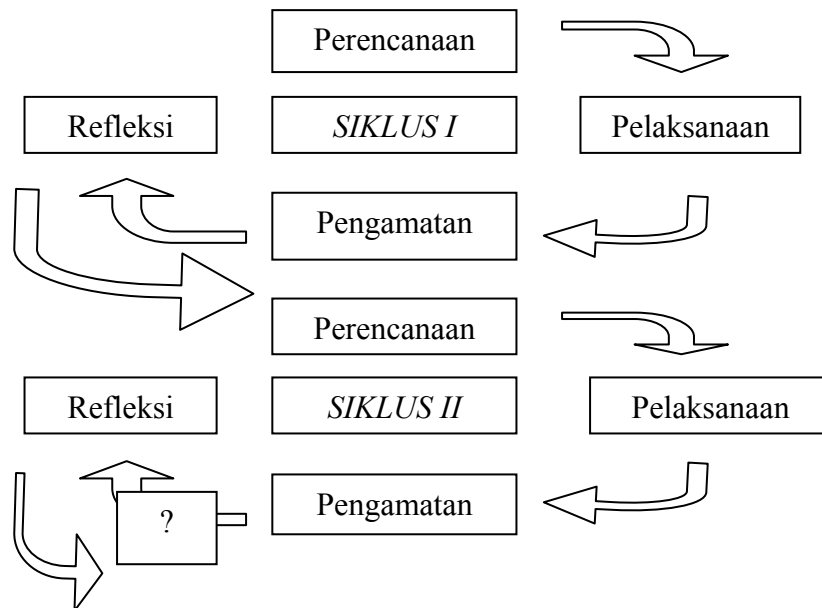 Perencanaan
Refleksi
SIKLUS I
Pelaksanaan
Pengamatan
Perencanaan
Refleksi
SIKLUS II
Pelaksanaan
Pengamatan
?